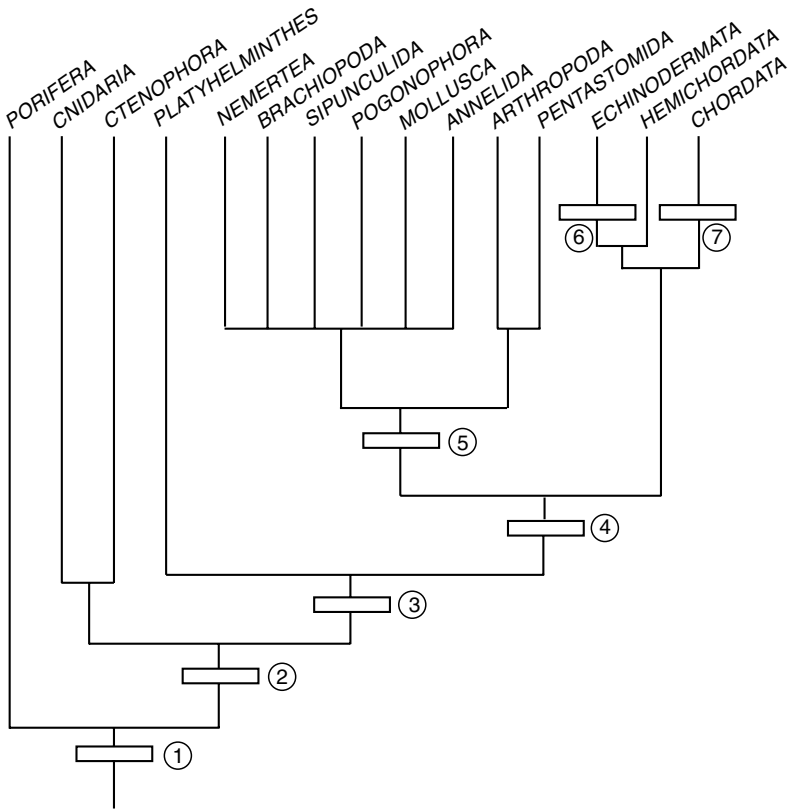 PORIFERA
CNIDARIA
CTENOPHORA
PLATYHELMINTHES
NEMERTEA
BRACHIOPODA
SIPUNCULIDA
POGONOPHORA
MOLLUSCA
ANNELIDA
ARTHROPODA
PENTASTOMIDA
ECHINODERMATA
HEMICHORDATA
CHORDATA
6
7
5
4
3
2
1